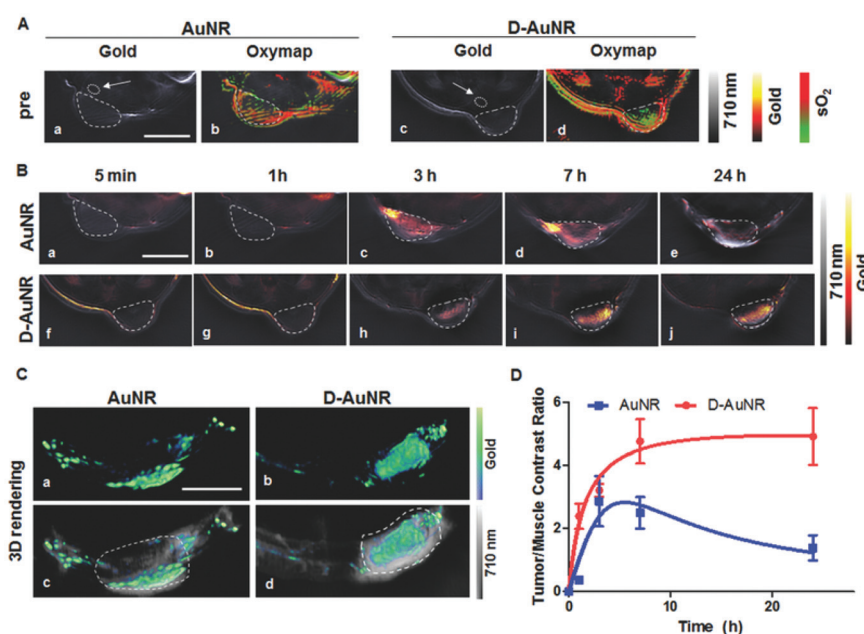 A
AuNR
D-AuNR
Gold
Oxymap
Gold
Oxymap
pre
a
b
c
d
710 nm
Gold
sO2
B
5 min
1h
3 h
7 h
24 h
AuNR
a
b
c
d
e
D-AuNR
f
g
h
i
j
710 nm
Gold
C
AuNR
D-AuNR
3D rendering
a
b
Gold
c
d
710 nm
D
AuNR
D-AuNR
Tumor/Muscle Contrast Ratio
6
4
2
0
0
10
20
Time (h)